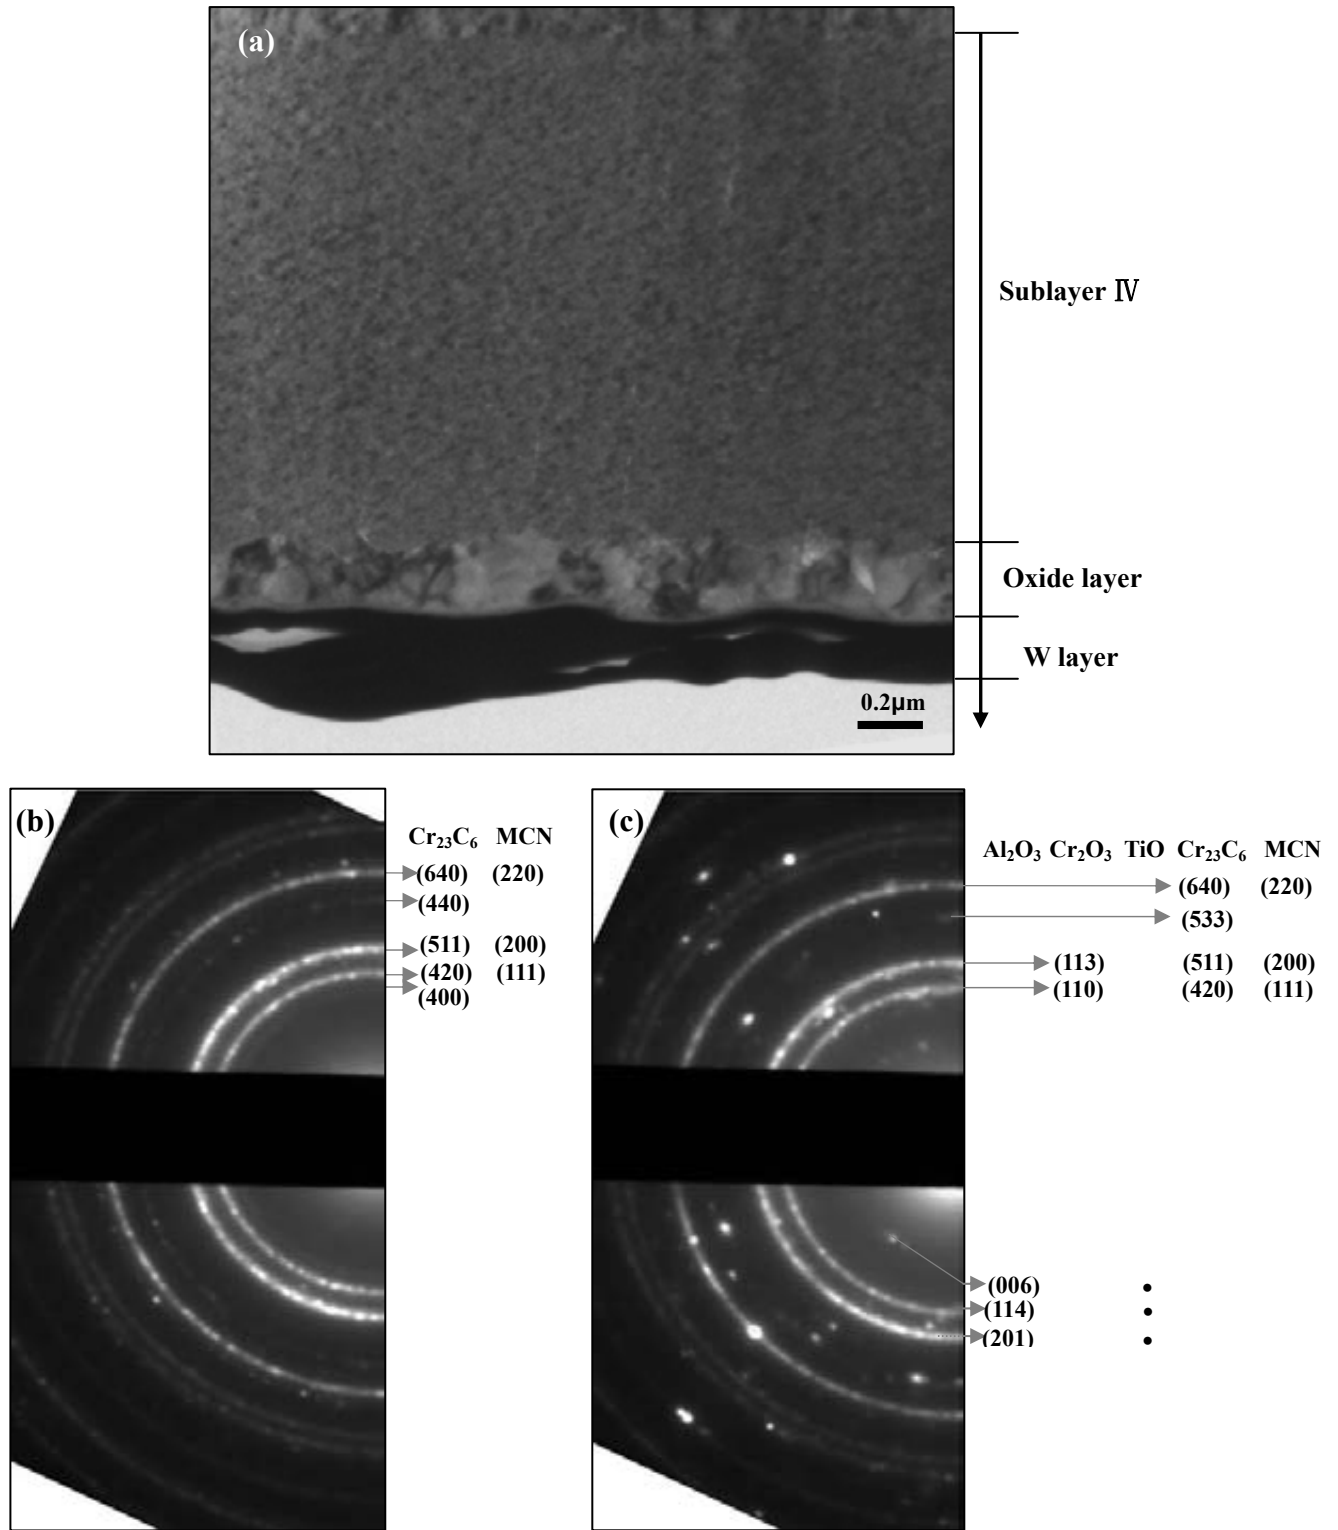 (a)
Sublayer Ⅳ
Oxide layer
W layer
0.2μm
(b)
Cr₂₃C₆ MCN
(640) (220)
(440)
(511) (200)
(420) (111)
(400)
(c)
Al₂O₃ Cr₂O₃ TiO Cr₂₃C₆ MCN
(640) (220)
(533)
(113) (511) (200)
(110) (420) (111)
(006) •
(114) •
(201) •